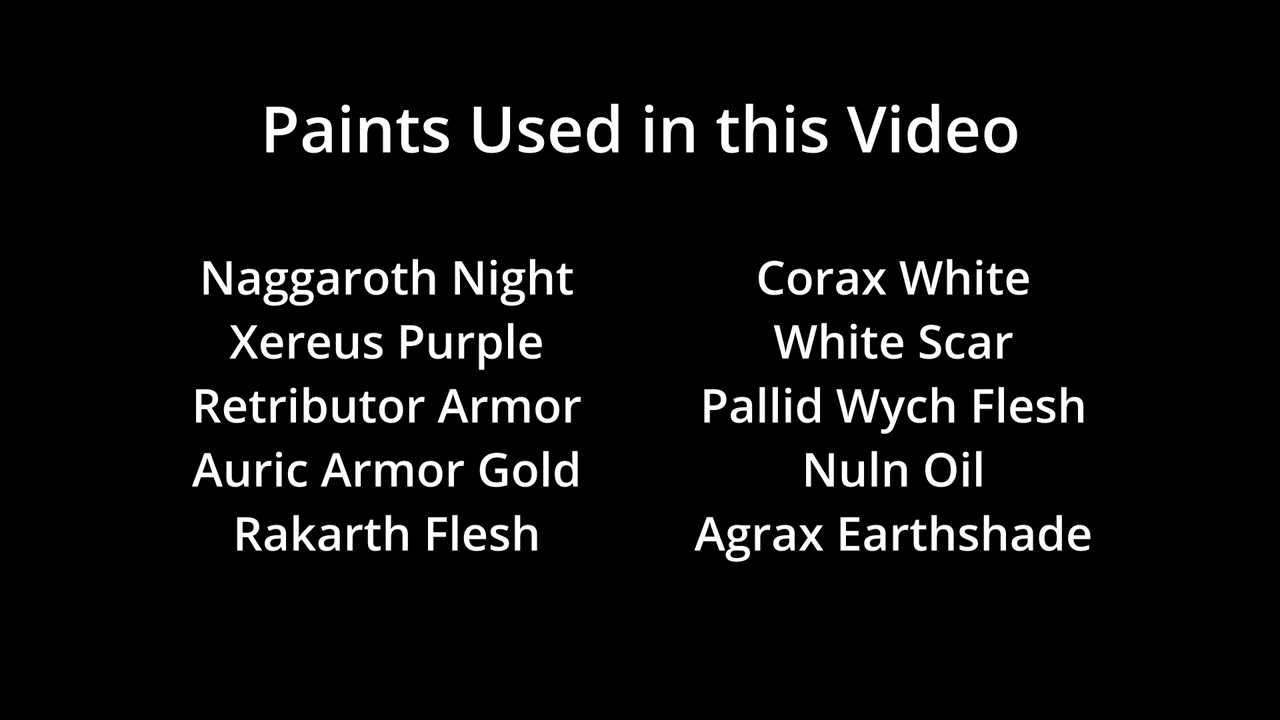 Paints Used in this Video
Naggaroth Night
Xereus Purple
Retributor Armor
Auric Armor Gold
Rakarth Flesh
Corax White
White Scar
Pallid Wych Flesh
Nuln Oil
Agrax Earthshade